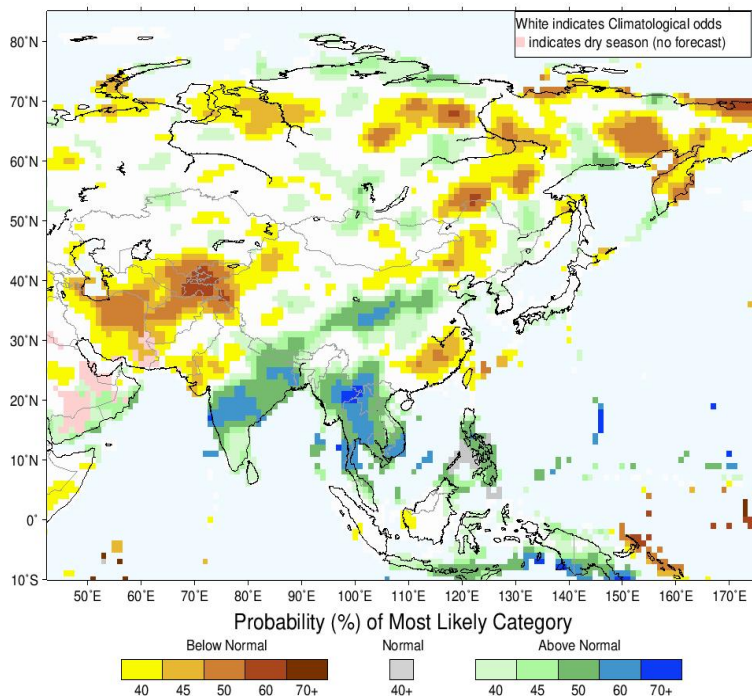 White indicates Climatological odds
indicates dry season (no forecast)
80˚N
70˚N
60˚N
50˚N
40˚N
30˚N
20˚N
10˚N
0˚
10˚S
50˚E 60˚E 70˚E 80˚E 90˚E 100˚E 110˚E 120˚E 130˚E 140˚E 150˚E 160˚E 170˚E
Probability (%) of Most Likely Category
Below Normal Normal Above Normal
40 45 50 60 70+ 40+ 40 45 50 60 70+